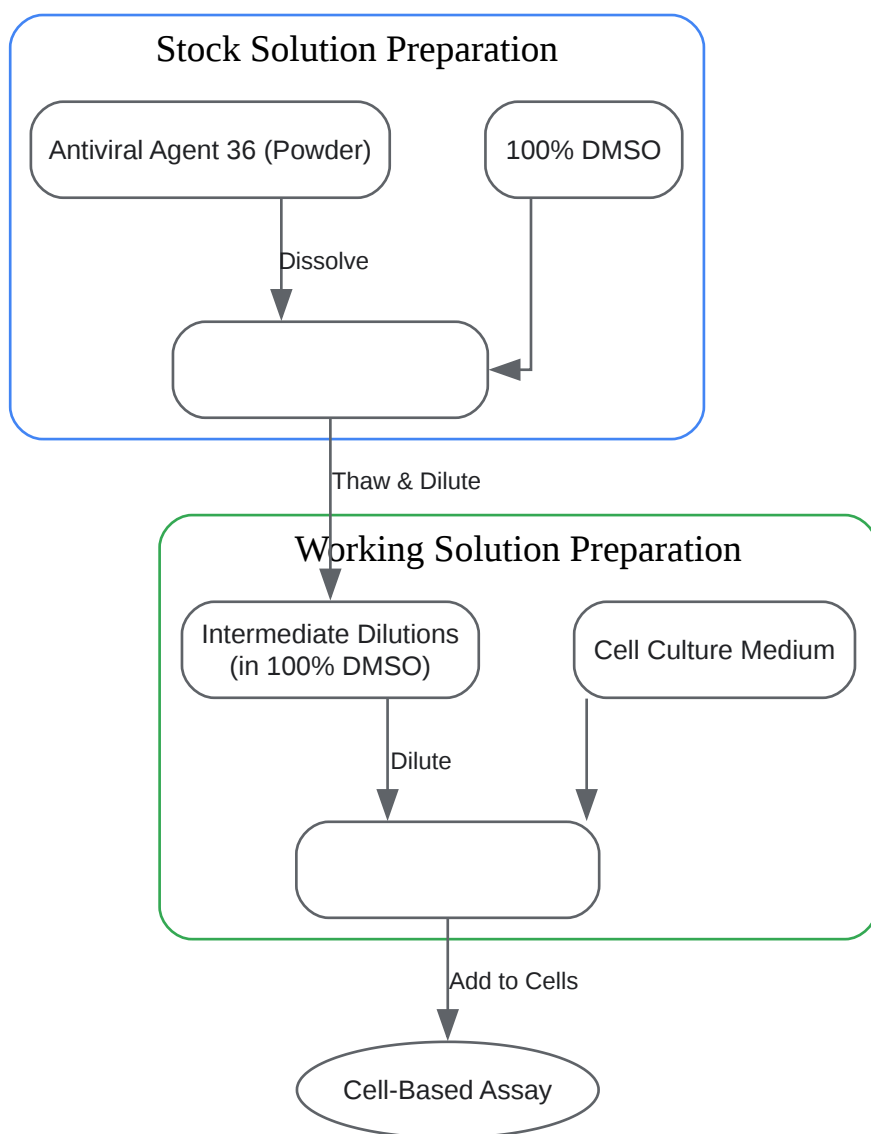 Stock Solution Preparation
Antiviral Agent 36 (Powder)
100% DMSO
Dissolve
Thaw & Dilute
Working Solution Preparation
Intermediate Dilutions
(in 100% DMSO)
Cell Culture Medium
Dilute
Add to Cells
Cell-Based Assay